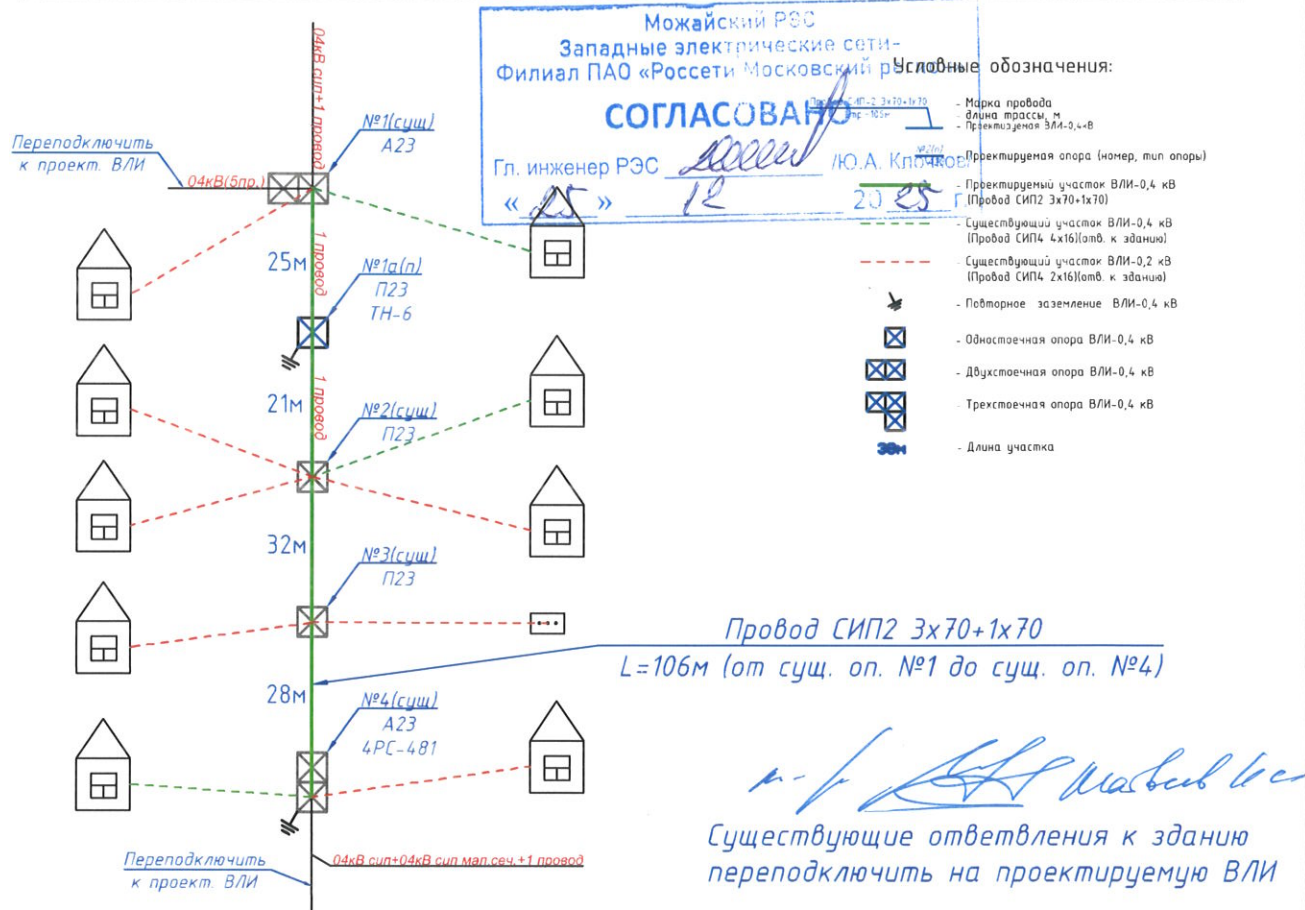 Можайский РЭС
Западные электрические сети-
Филиал ПАО «Россети Московский
СОГЛАСОВАНО
Гл. инженер РЭС /Ю.А. Клочков/
« 25 » 12 20 25 г.
Условные обозначения:
Провод СИП-2 3х70+1х70
- Марка провода
- длина трассы, м
- Проектируемая ВЛИ-0,4кВ
- Проектируемая опора (номер, тип опоры)
- Проектируемый участок ВЛИ-0,4 кВ
(Провод СИП2 3х70+1х70)
- Существующий участок ВЛИ-0,4 кВ
(Провод СИП4 4х16)(отв. к зданию)
- Существующий участок ВЛИ-0,2 кВ
(Провод СИП4 2х16)(отв. к зданию)
- Повторное заземление ВЛИ-0,4 кВ
- Одностоечная опора ВЛИ-0,4 кВ
- Двухстоечная опора ВЛИ-0,4 кВ
- Трехстоечная опора ВЛИ-0,4 кВ
30м - Длина участка
04кВ сип+1 провод
№1(сущ)
А23
Переподключить
к проект. ВЛИ
04кВ(5пр.)
1 провод
25м
№1а(п)
П23
ТН-6
1 провод
21м
№2(сущ)
П23
32м
№3(сущ)
П23
Провод СИП2 3х70+1х70
L=106м (от сущ. оп. №1 до сущ. оп. №4)
28м
№4(сущ)
А23
4РС-481
Переподключить
к проект. ВЛИ
04кВ сип+04кВ сип мал.сеч.+1 провод
Существующие ответвления к зданию
переподключить на проектируемую ВЛИ